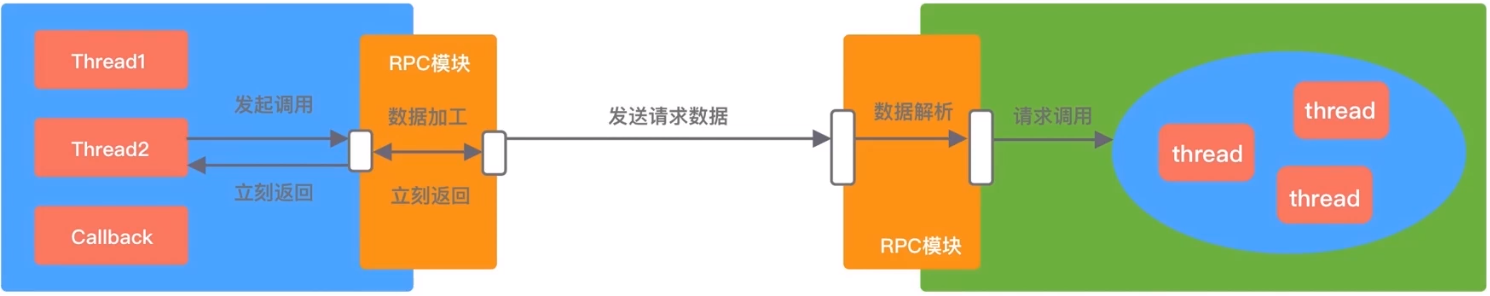 Thread1
Thread2
Callback
发起调用
立刻返回
RPC模块
数据加工
立刻返回
发送请求数据
数据解析
RPC模块
请求调用
thread
thread
thread